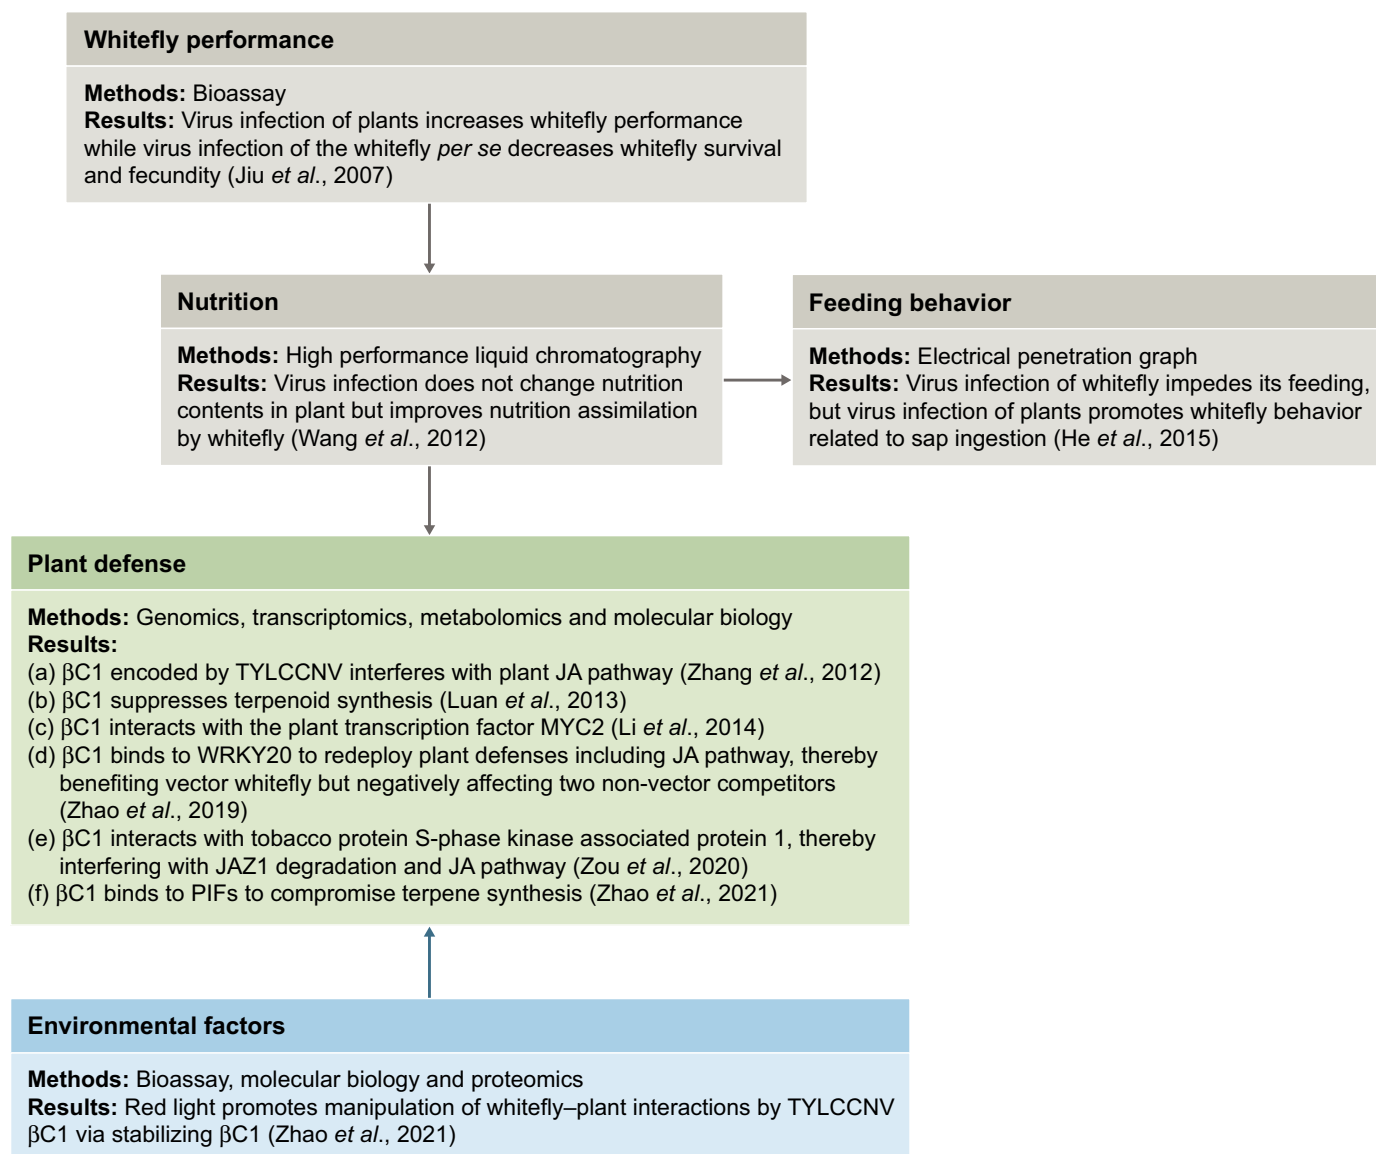 Whitefly performance
Methods: Bioassay
Results: Virus infection of plants increases whitefly performance
while virus infection of the whitefly per se decreases whitefly survival
and fecundity (Jiu et al., 2007)
Nutrition
Methods: High performance liquid chromatography
Results: Virus infection does not change nutrition
contents in plant but improves nutrition assimilation
by whitefly (Wang et al., 2012)
Feeding behavior
Methods: Electrical penetration graph
Results: Virus infection of whitefly impedes its feeding,
but virus infection of plants promotes whitefly behavior
related to sap ingestion (He et al., 2015)
Plant defense
Methods: Genomics, transcriptomics, metabolomics and molecular biology
Results:
(a) βC1 encoded by TYLCCNV interferes with plant JA pathway (Zhang et al., 2012)
(b) βC1 suppresses terpenoid synthesis (Luan et al., 2013)
(c) βC1 interacts with the plant transcription factor MYC2 (Li et al., 2014)
(d) βC1 binds to WRKY20 to redeploy plant defenses including JA pathway, thereby
benefiting vector whitefly but negatively affecting two non-vector competitors
(Zhao et al., 2019)
(e) βC1 interacts with tobacco protein S-phase kinase associated protein 1, thereby
interfering with JAZ1 degradation and JA pathway (Zou et al., 2020)
(f) βC1 binds to PIFs to compromise terpene synthesis (Zhao et al., 2021)
Environmental factors
Methods: Bioassay, molecular biology and proteomics
Results: Red light promotes manipulation of whitefly–plant interactions by TYLCCNV
βC1 via stabilizing βC1 (Zhao et al., 2021)